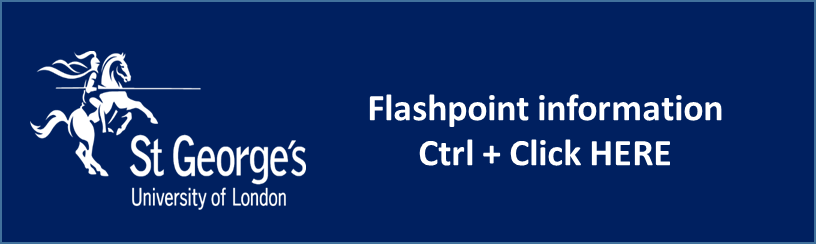 St George's
University of London
Flashpoint information
Ctrl + Click HERE